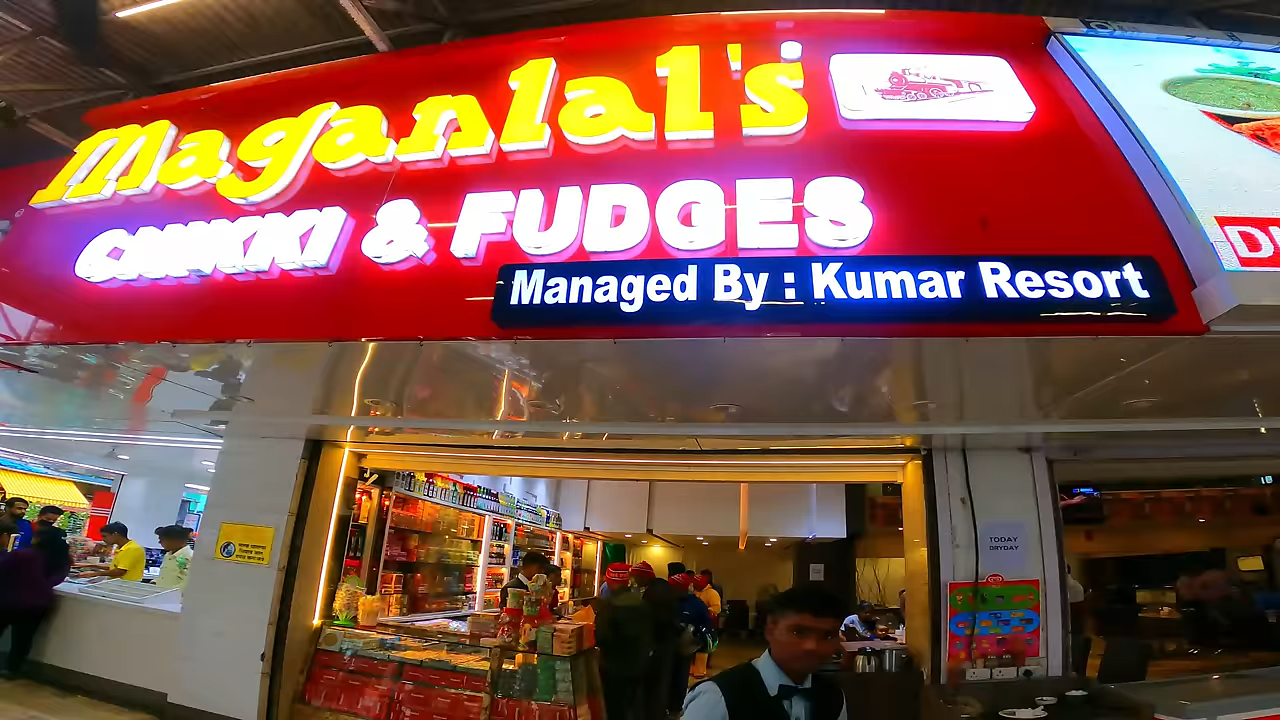 Maganlal's
CHIKKI & FUDGES
Managed By : Kumar Resort
TODAY
DRYDAY